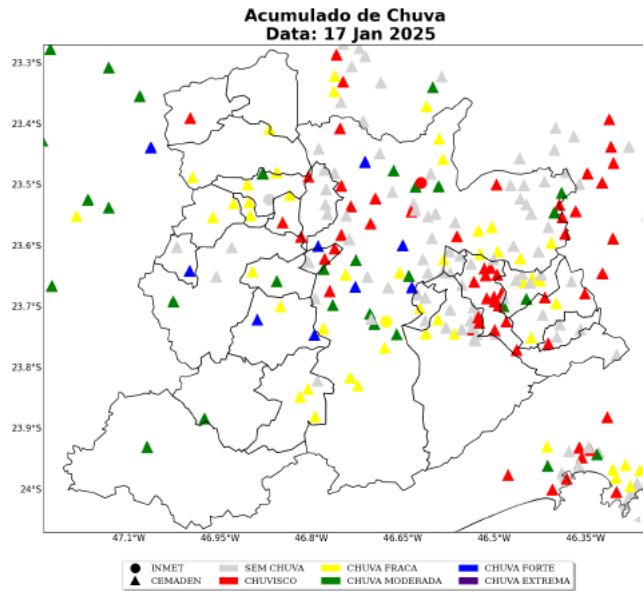 Acumulado de Chuva
Data: 17 Jan 2025
23.3°S
23.4°S
23.5°S
23.6°S
23.7°S
23.8°S
23.9°S
24°S
47.1°W
46.95°W
46.8°W
46.65°W
46.5°W
46.35°W
INMET
SEM CHUVA
CHUVA FRACA
CHUVA FORTE
CEMADEN
CHUVISCO
CHUVA MODERADA
CHUVA EXTREMA